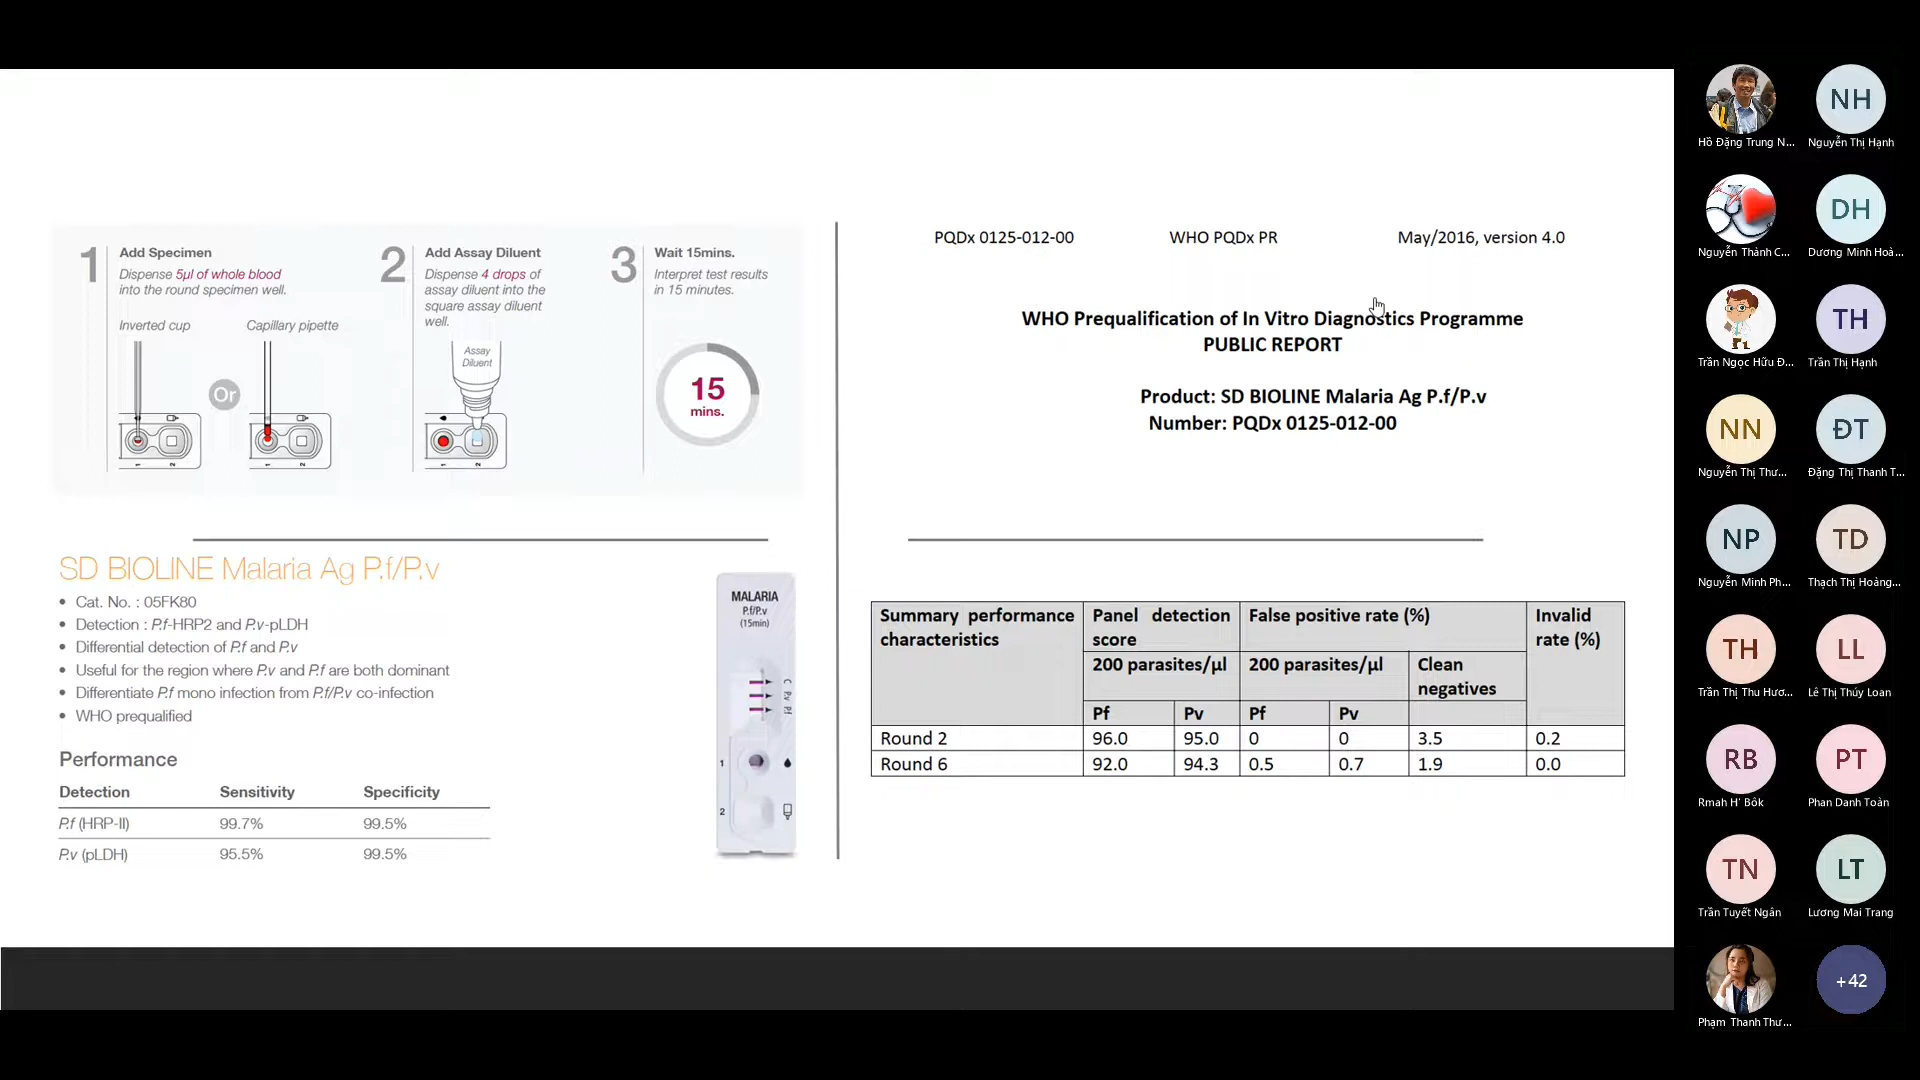 1
Add Specimen
Dispense 5µl of whole blood
into the round specimen well.
Inverted cup
Capillary pipette
Or
1
2
1
2
2
Add Assay Diluent
Dispense 4 drops of
assay diluent into the
square assay diluent
well.
Assay
Diluent
1
2
3
Wait 15mins.
Interpret test results
in 15 minutes.
15
mins.
SD BIOLINE Malaria Ag P.f/P.v
• Cat. No. : 05FK80
• Detection : P.f-HRP2 and P.v-pLDH
• Differential detection of P.f and P.v
• Useful for the region where P.v and P.f are both dominant
• Differentiate P.f mono infection from P.f/P.v co-infection
• WHO prequalified
Performance
Detection Sensitivity Specificity
P.f (HRP-II) 99.7% 99.5%
P.v (pLDH) 95.5% 99.5%
MALARIA
P.f/P.v
(15min)
C
P.v
P.f
1
2
PQDx 0125-012-00 WHO PQDx PR May/2016, version 4.0
WHO Prequalification of In Vitro Diagnostics Programme
PUBLIC REPORT
Product: SD BIOLINE Malaria Ag P.f/P.v
Number: PQDx 0125-012-00
Summary performance characteristics Panel detection score False positive rate (%) Invalid rate (%)
200 parasites/µl 200 parasites/µl Clean negatives
Pf Pv Pf Pv
Round 2 96.0 95.0 0 0 3.5 0.2
Round 6 92.0 94.3 0.5 0.7 1.9 0.0
NH
Hồ Đặng Trung N... Nguyễn Thị Hạnh
DH
Nguyễn Thành C... Dương Minh Hoà...
TH
Trần Ngọc Hữu Đ... Trần Thị Hạnh
NN ĐT
Nguyễn Thị Thư... Đặng Thị Thanh T...
NP TD
Nguyễn Minh Ph... Thạch Thị Hoàng...
TH LL
Trần Thị Thu Hươ... Lê Thị Thúy Loan
RB PT
Rmah H' Bôk Phan Danh Toàn
TN LT
Trần Tuyết Ngân Lương Mai Trang
+42
Phạm Thanh Thư...